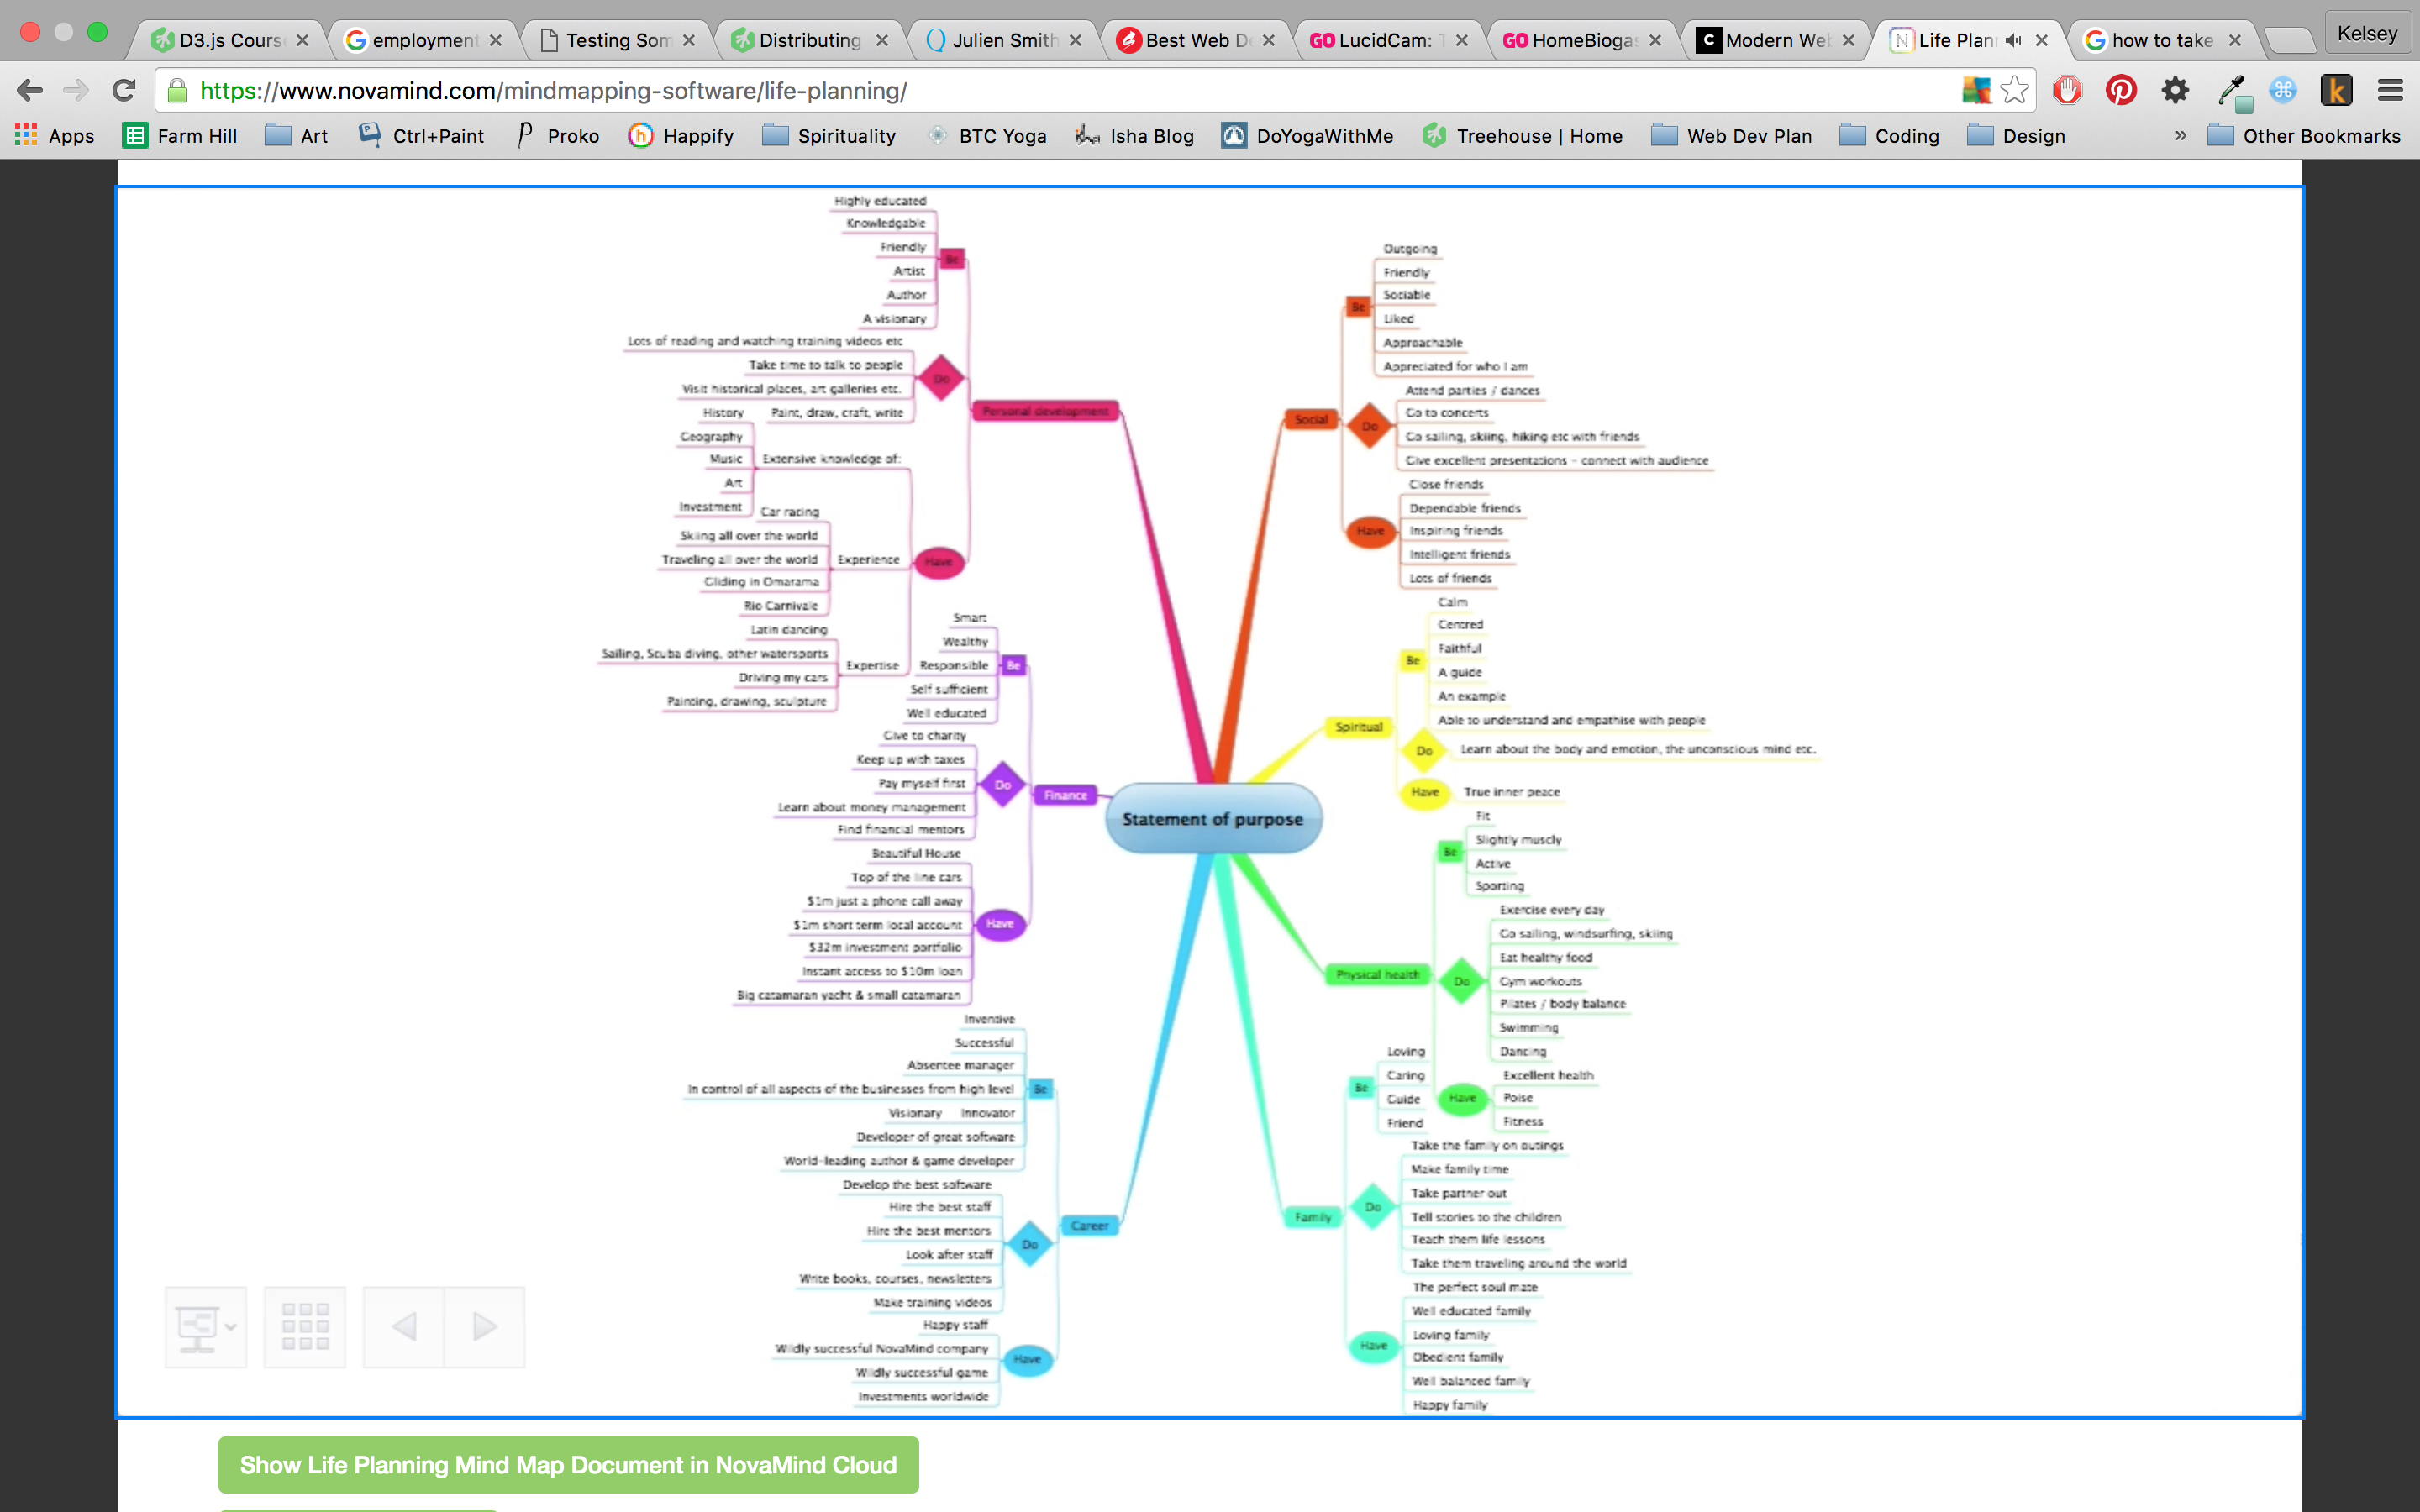 D3.js Cours
employment
Testing Som
Distributing
Julien Smith
Best Web D
GO LucidCam: T
GO HomeBiogas
C Modern We
N Life Plan
how to take
Kelsey
https://www.novamind.com/mindmapping-software/life-planning/
Apps
Farm Hill
Art
Ctrl+Paint
Proko
Happify
Spirituality
BTC Yoga
Isha Blog
DoYogaWithMe
Treehouse | Home
Web Dev Plan
Coding
Design
»
Other Bookmarks
Statement of purpose
Personal development
Be
Highly educated
Knowledgable
Friendly
Artist
Author
A visionary
Do
Lots of reading and watching training videos etc
Take time to talk to people
Visit historical places, art galleries etc.
Paint, draw, craft, write
Have
Extensive knowledge of:
History
Geography
Music
Art
Investment
Experience
Car racing
Skiing all over the world
Traveling all over the world
Gliding in Omarama
Rio Carnivale
Expertise
Latin dancing
Sailing, Scuba diving, other watersports
Driving my cars
Painting, drawing, sculpture
Finance
Be
Smart
Wealthy
Responsible
Self sufficient
Well educated
Do
Give to charity
Keep up with taxes
Pay myself first
Learn about money management
Find financial mentors
Have
Beautiful House
Top of the line cars
$1m just a phone call away
$1m short term local account
$32m investment portfolio
Instant access to $10m loan
Big catamaran yacht & small catamaran
Career
Be
Inventive
Successful
Absentee manager
In control of all aspects of the businesses from high level
Visionary Innovator
Developer of great software
World-leading author & game developer
Do
Develop the best software
Hire the best staff
Hire the best mentors
Look after staff
Write books, courses, newsletters
Make training videos
Have
Happy staff
Wildly successful NovaMind company
Wildly successful game
Investments worldwide
Social
Be
Outgoing
Friendly
Sociable
Liked
Approachable
Appreciated for who I am
Do
Attend parties / dances
Go to concerts
Go sailing, skiing, hiking etc with friends
Give excellent presentations - connect with audience
Have
Close friends
Dependable friends
Inspiring friends
Intelligent friends
Lots of friends
Spiritual
Be
Calm
Centred
Faithful
A guide
An example
Able to understand and empathise with people
Do
Learn about the body and emotion, the unconscious mind etc.
Have
True inner peace
Physical health
Be
Fit
Slightly muscly
Active
Sporting
Do
Exercise every day
Go sailing, windsurfing, skiing
Eat healthy food
Gym workouts
Pilates / body balance
Swimming
Dancing
Have
Excellent health
Poise
Fitness
Family
Be
Loving
Caring
Guide
Friend
Do
Take the family on outings
Make family time
Take partner out
Tell stories to the children
Teach them life lessons
Take them traveling around the world
Have
The perfect soul mate
Well educated family
Loving family
Obedient family
Well balanced family
Happy family
Show Life Planning Mind Map Document in NovaMind Cloud